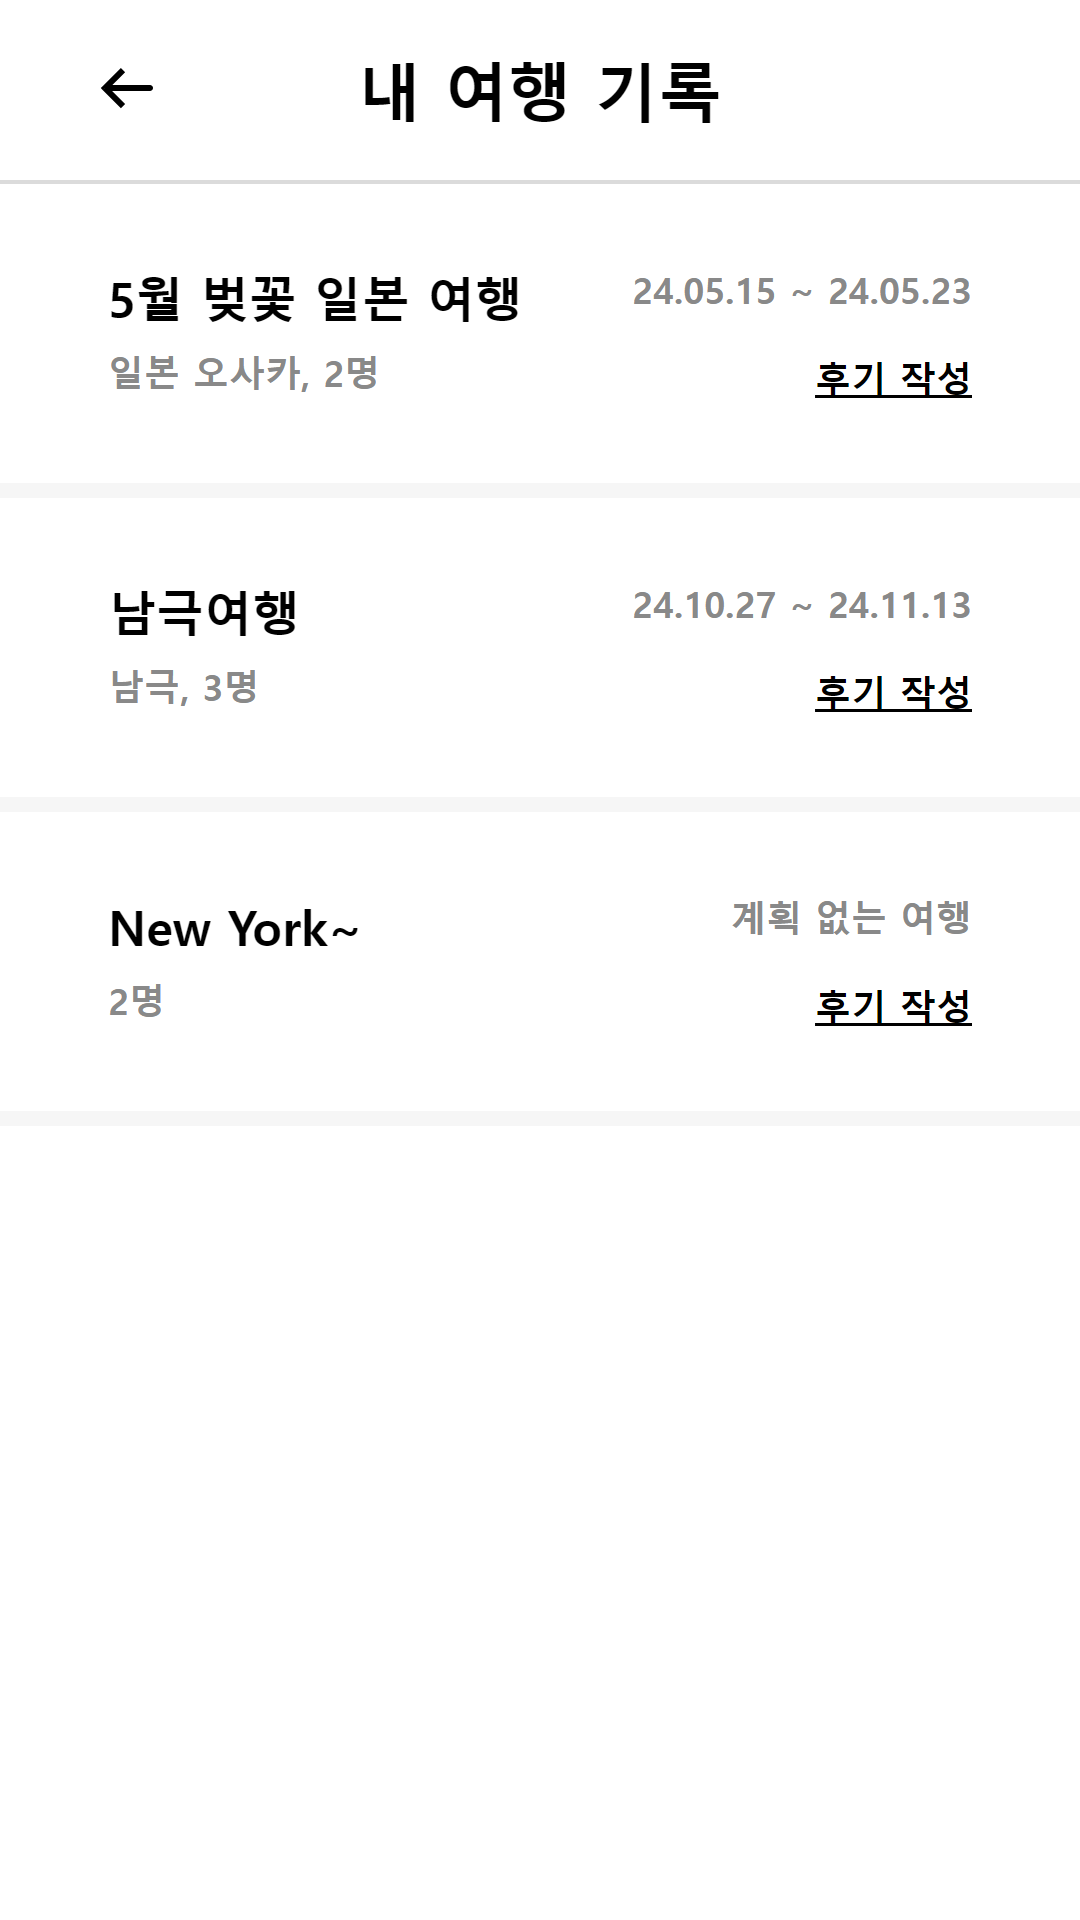 내 여행 기록
5월 벚꽃 일본 여행
24.05.15 ~ 24.05.23
일본 오사카, 2명
후기 작성
남극여행
24.10.27 ~ 24.11.13
남극, 3명
후기 작성
New York~
계획 없는 여행
2명
후기 작성